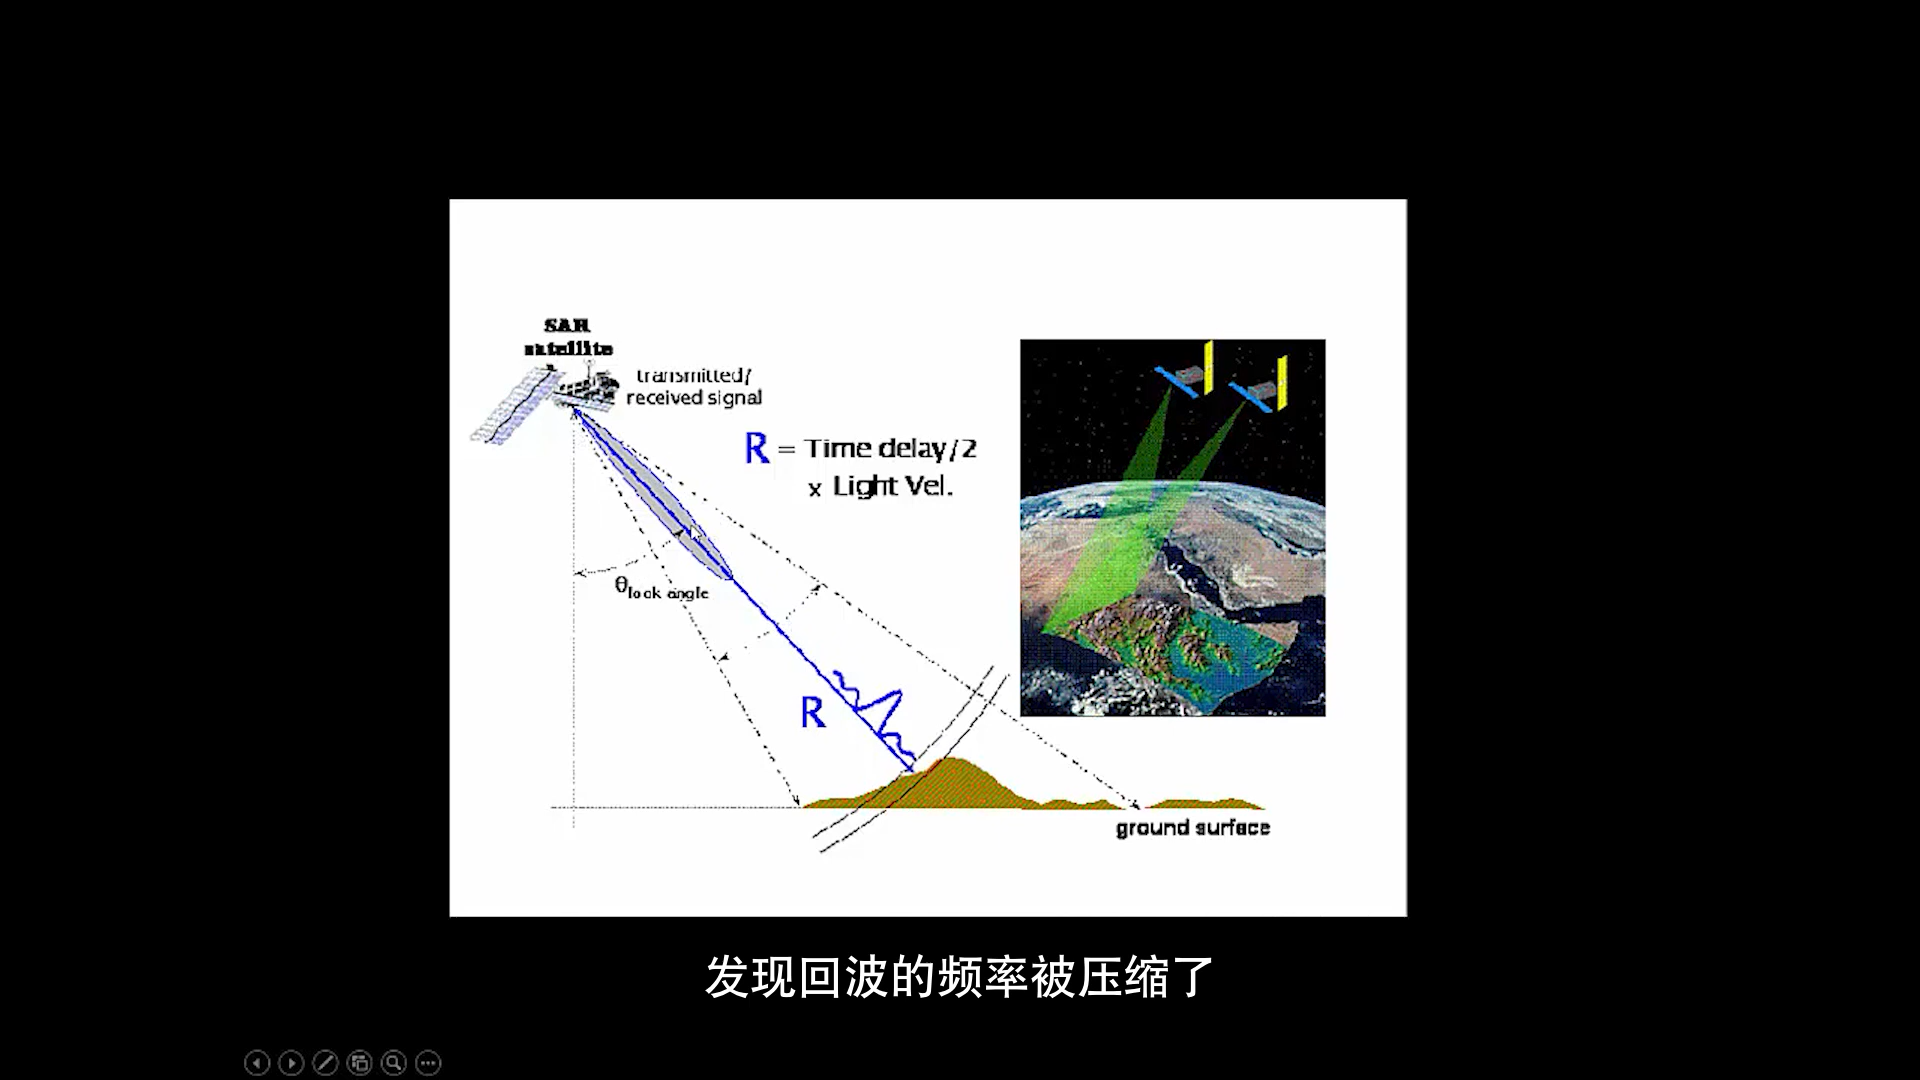 SAR
satellite
transmitted/
received signal
R = Time delay/2
x Light Vel.
θlook angle
R
ground surface
发现回波的频率被压缩了